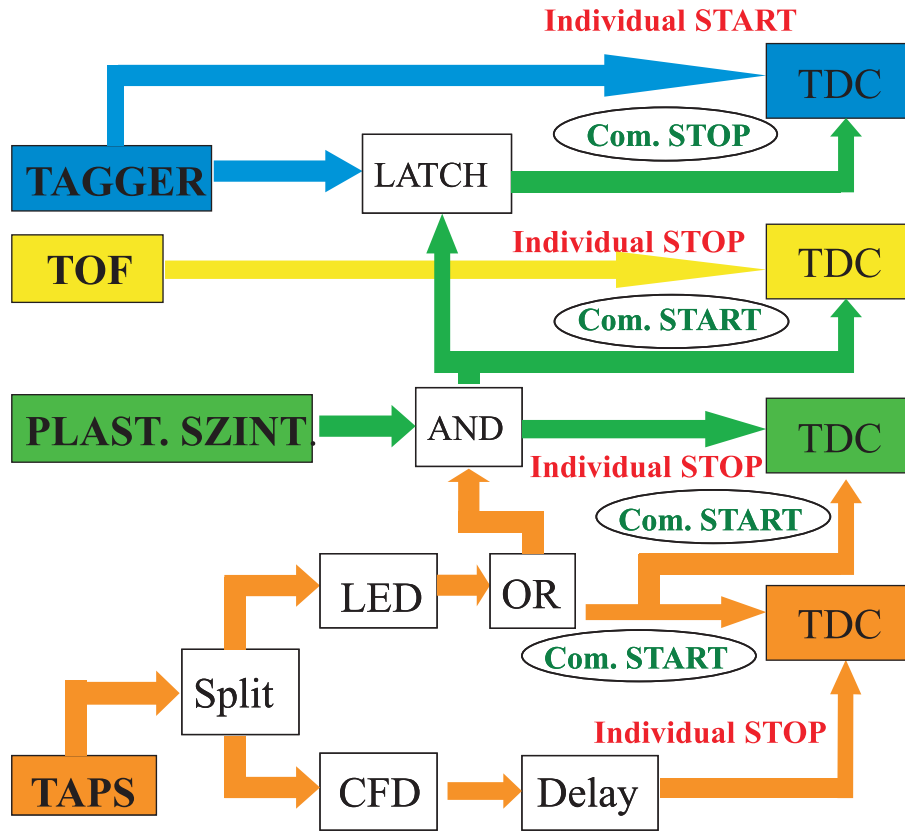 Individual START
TDC
Com. STOP
TAGGER
LATCH
Individual STOP
TOF
TDC
Com. START
PLAST. SZINT.
AND
TDC
Individual STOP
Com. START
LED
OR
TDC
Com. START
Split
Individual STOP
TAPS
CFD
Delay